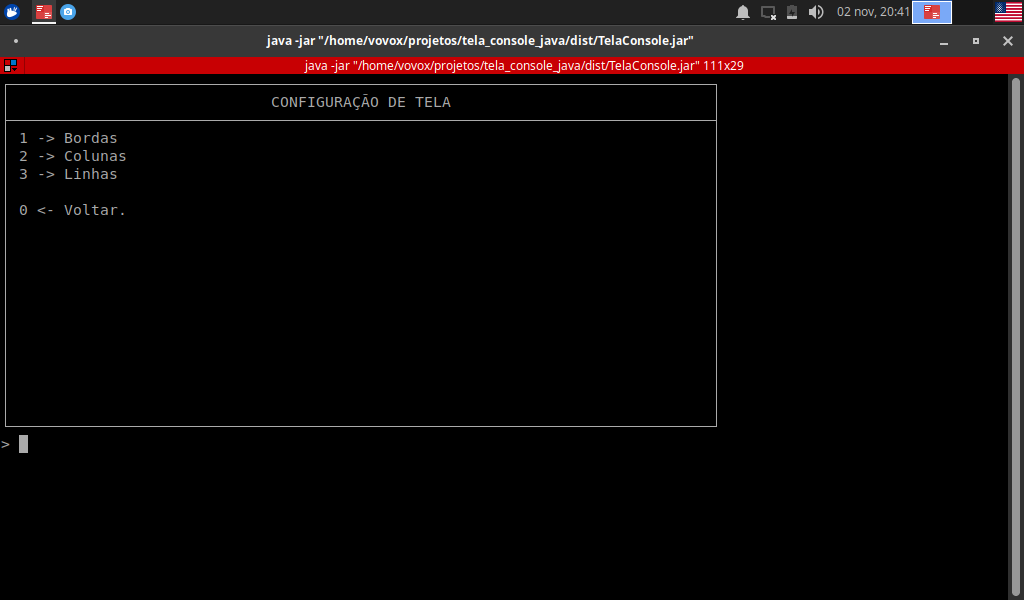 02 nov, 20:41
java -jar "/home/vovox/projetos/tela_console_java/dist/TelaConsole.jar"
java -jar "/home/vovox/projetos/tela_console_java/dist/TelaConsole.jar" 111x29
CONFIGURAÇÃO DE TELA
1 -> Bordas
2 -> Colunas
3 -> Linhas
0 <- Voltar.
>